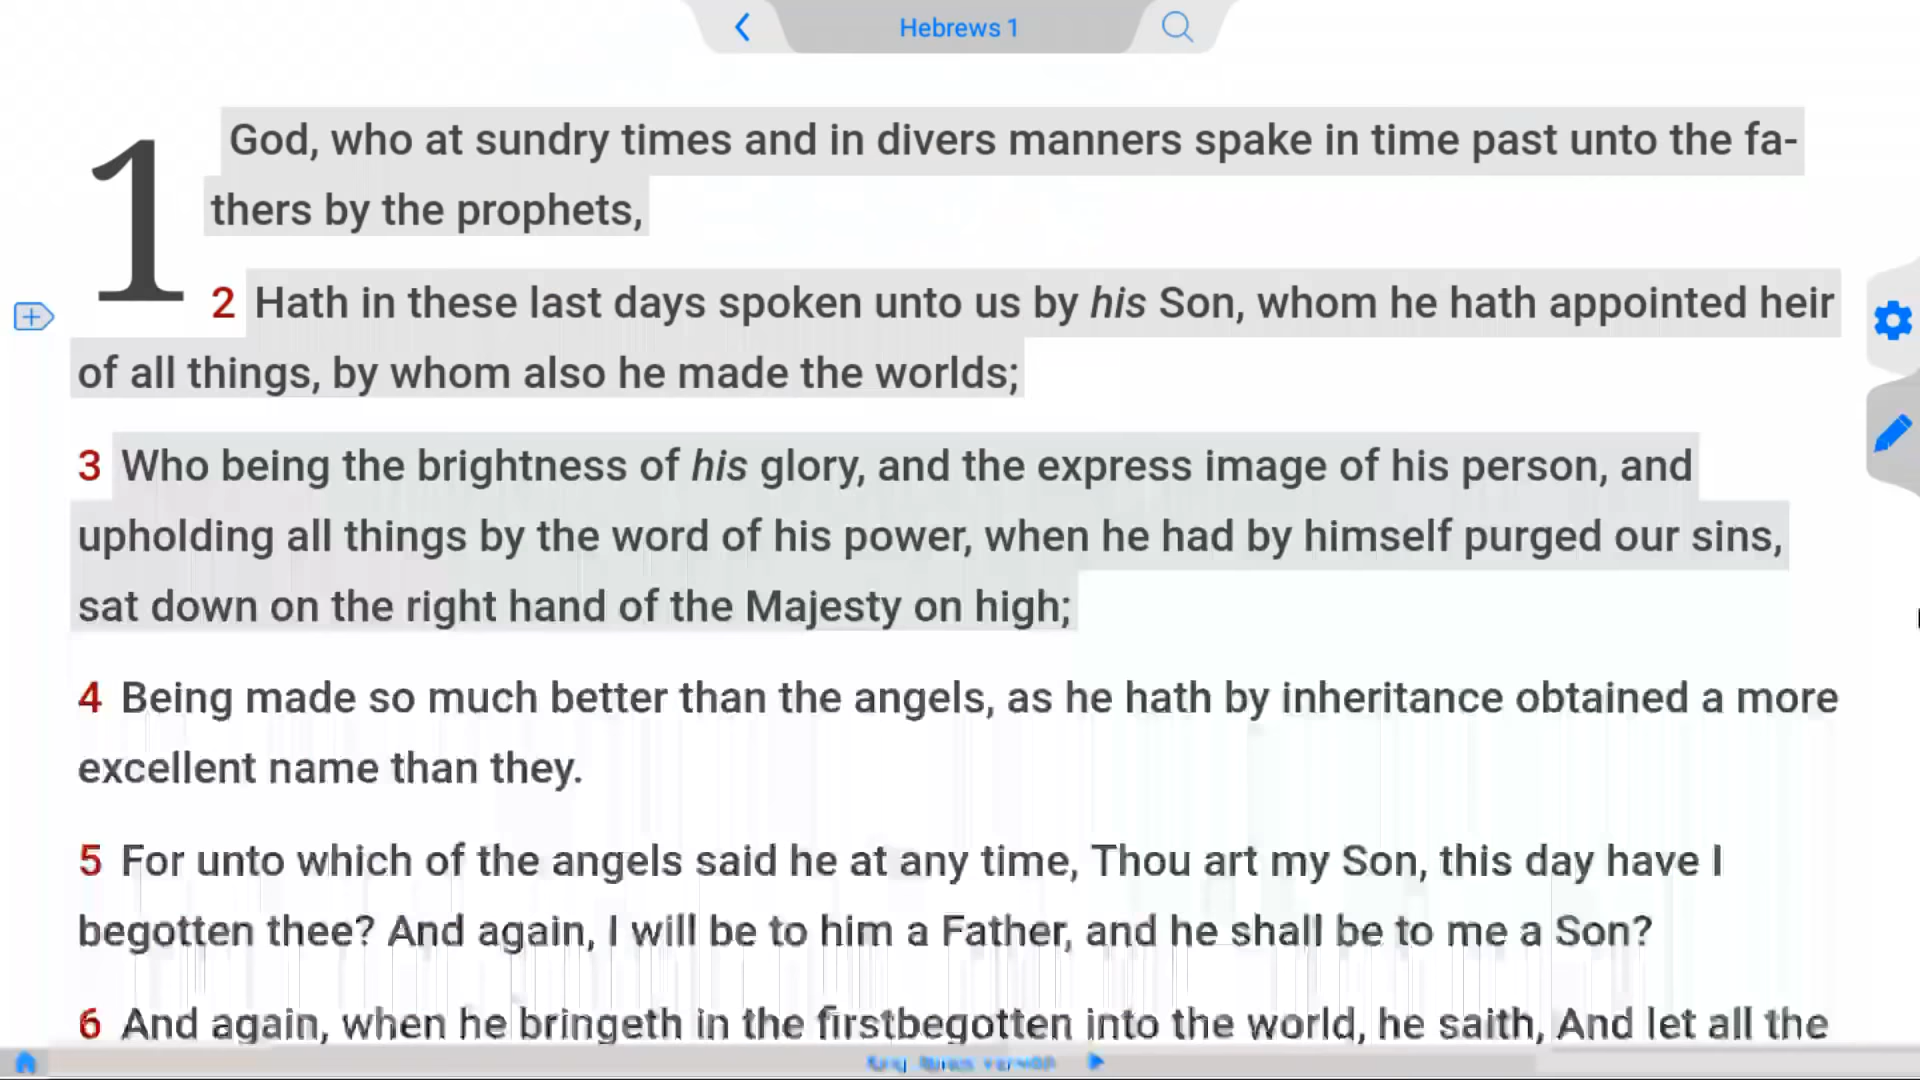 Hebrews 1
1 God, who at sundry times and in divers manners spake in time past unto the fa-
thers by the prophets,
2 Hath in these last days spoken unto us by his Son, whom he hath appointed heir
of all things, by whom also he made the worlds;
3 Who being the brightness of his glory, and the express image of his person, and
upholding all things by the word of his power, when he had by himself purged our sins,
sat down on the right hand of the Majesty on high;
4 Being made so much better than the angels, as he hath by inheritance obtained a more
excellent name than they.
5 For unto which of the angels said he at any time, Thou art my Son, this day have I
begotten thee? And again, I will be to him a Father, and he shall be to me a Son?
6 And again, when he bringeth in the firstbegotten into the world, he saith, And let all the